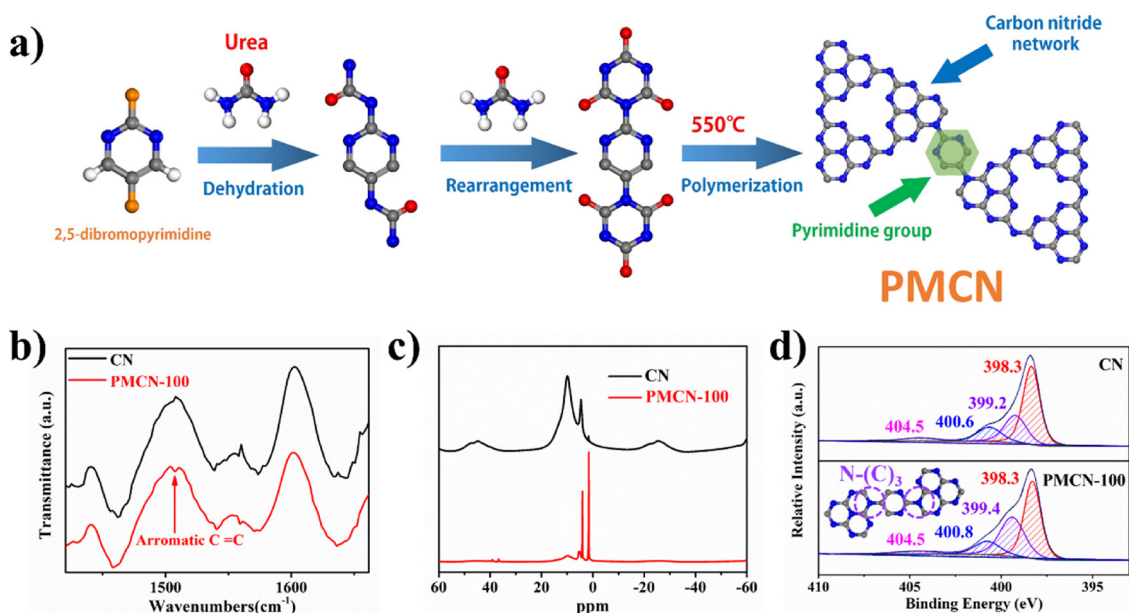 a)
Urea
2,5-dibromopyrimidine
Dehydration
Rearrangement
550℃
Polymerization
Carbon nitride
network
Pyrimidine group
PMCN
b)
CN
PMCN-100
Arromatic C =C
Transmittance (a.u.)
1500
1600
Wavenumbers(cm⁻¹)
c)
CN
PMCN-100
60
40
20
0
-20
-40
-60
ppm
d)
CN
398.3
399.2
400.6
404.5
PMCN-100
N-(C)₃
398.3
399.4
400.8
404.5
Relative Intensity (a.u.)
410
405
400
395
Binding Energy (eV)